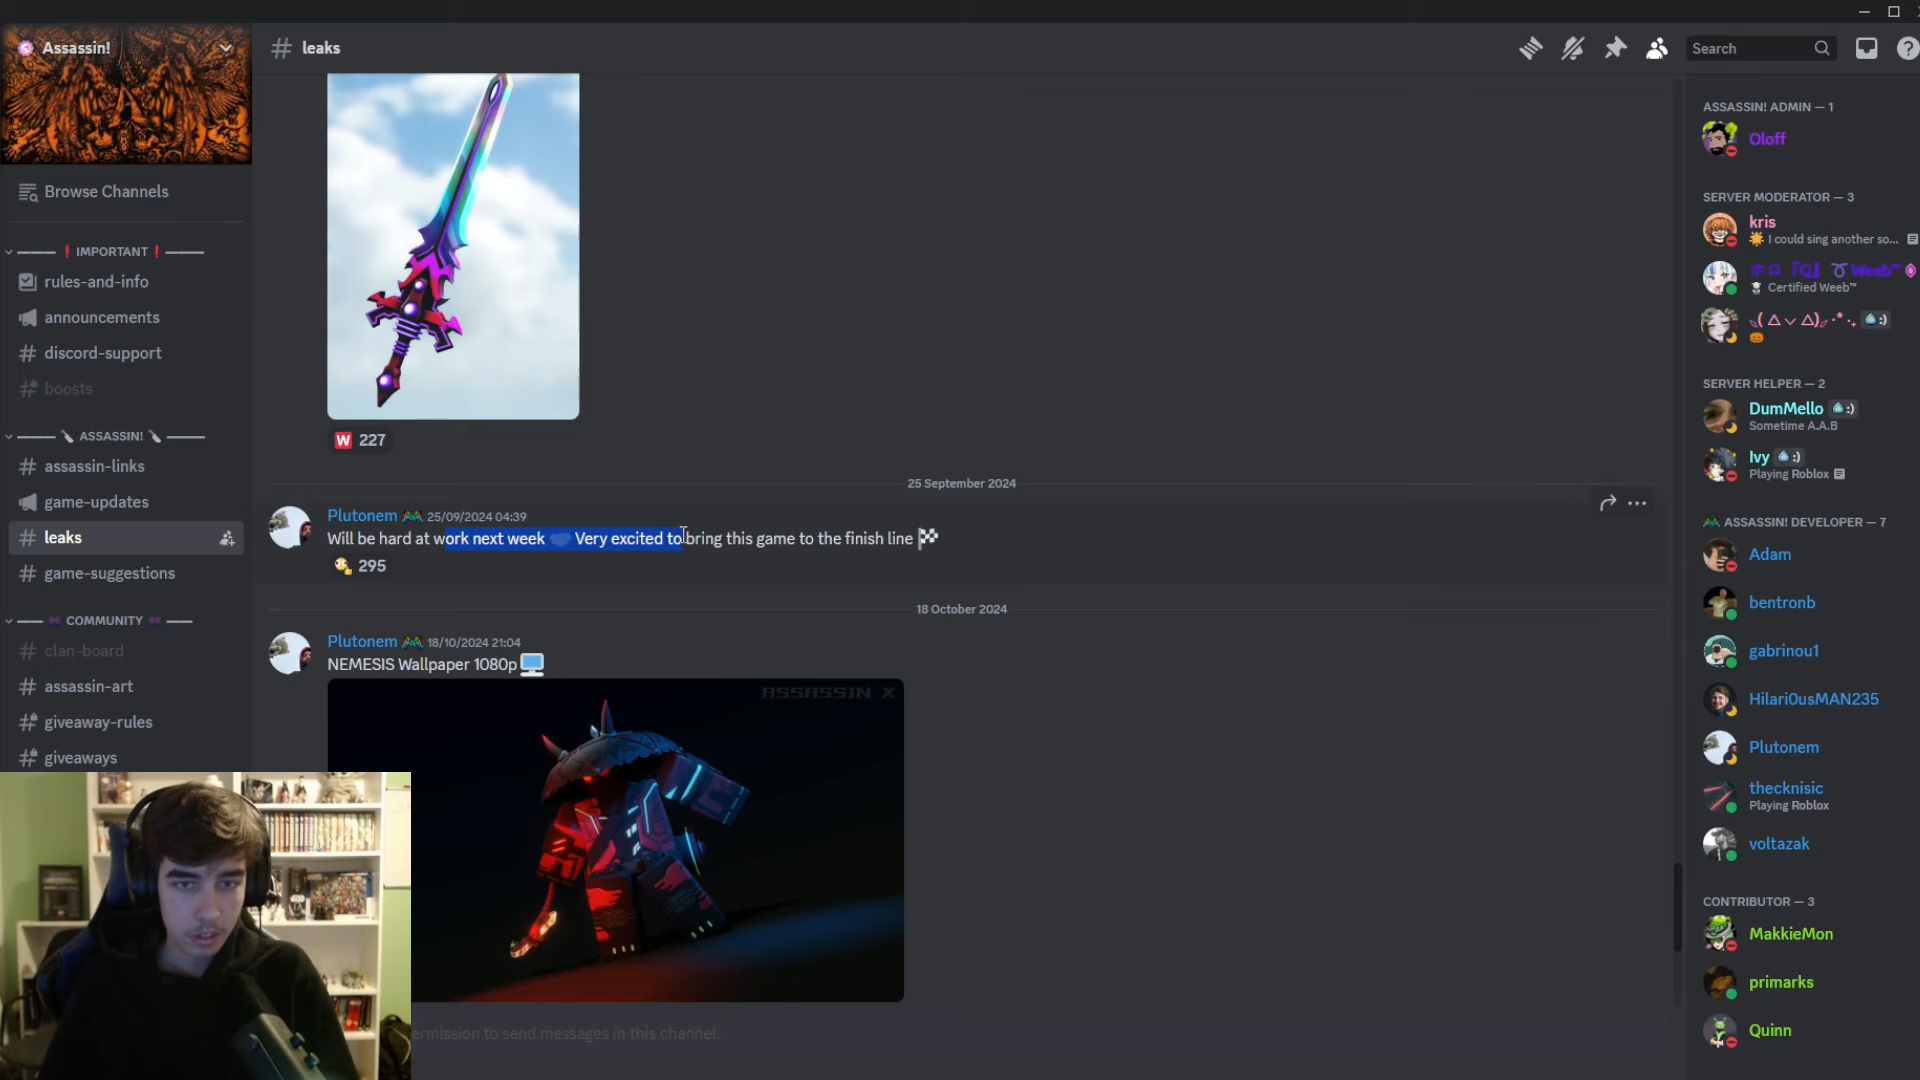 Assassin!
Browse Channels
IMPORTANT
rules-and-info
announcements
discord-support
boosts
ASSASSIN!
assassin-links
game-updates
leaks
game-suggestions
COMMUNITY
clan-board
assassin-art
giveaway-rules
giveaways
leaks
Search
W 227
25 September 2024
Plutonem 25/09/2024 04:39
Will be hard at work next week Very excited to bring this game to the finish line
295
18 October 2024
Plutonem 18/10/2024 21:04
NEMESIS Wallpaper 1080p
ASSASSIN X
ermission to send messages in this channel.
ASSASSIN! ADMIN — 1
Oloff
SERVER MODERATOR — 3
kris
I could sing another so...
ホロ『Q』 ➰Weeb™
Certified Weeb™
:)
SERVER HELPER — 2
DumMello :)
Sometime A.A.B
Ivy :)
Playing Roblox
ASSASSIN! DEVELOPER — 7
Adam
bentronb
gabrinou1
Hilari0usMAN235
Plutonem
thecknisic
Playing Roblox
voltazak
CONTRIBUTOR — 3
MakkieMon
primarks
Quinn